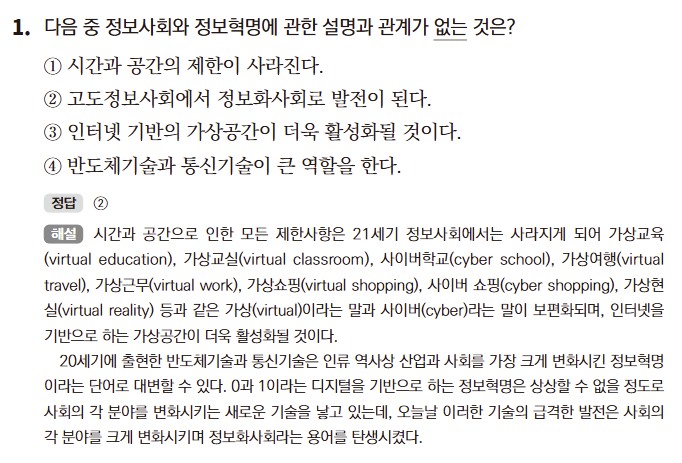 1. 다음 중 정보사회와 정보혁명에 관한 설명과 관계가 없는 것은?
① 시간과 공간의 제한이 사라진다.
② 고도정보사회에서 정보화사회로 발전이 된다.
③ 인터넷 기반의 가상공간이 더욱 활성화될 것이다.
④ 반도체기술과 통신기술이 큰 역할을 한다.
정답 ②
해설 시간과 공간으로 인한 모든 제한사항은 21세기 정보사회에서는 사라지게 되어 가상교육
(virtual education), 가상교실(virtual classroom), 사이버학교(cyber school), 가상여행(virtual
travel), 가상근무(virtual work), 가상쇼핑(virtual shopping), 사이버 쇼핑(cyber shopping), 가상현
실(virtual reality) 등과 같은 가상(virtual)이라는 말과 사이버(cyber)라는 말이 보편화되며, 인터넷을
기반으로 하는 가상공간이 더욱 활성화될 것이다.
20세기에 출현한 반도체기술과 통신기술은 인류 역사상 산업과 사회를 가장 크게 변화시킨 정보혁명
이라는 단어로 대변할 수 있다. 0과 1이라는 디지털을 기반으로 하는 정보혁명은 상상할 수 없을 정도로
사회의 각 분야를 변화시키는 새로운 기술을 낳고 있는데, 오늘날 이러한 기술의 급격한 발전은 사회의
각 분야를 크게 변화시키며 정보화사회라는 용어를 탄생시켰다.